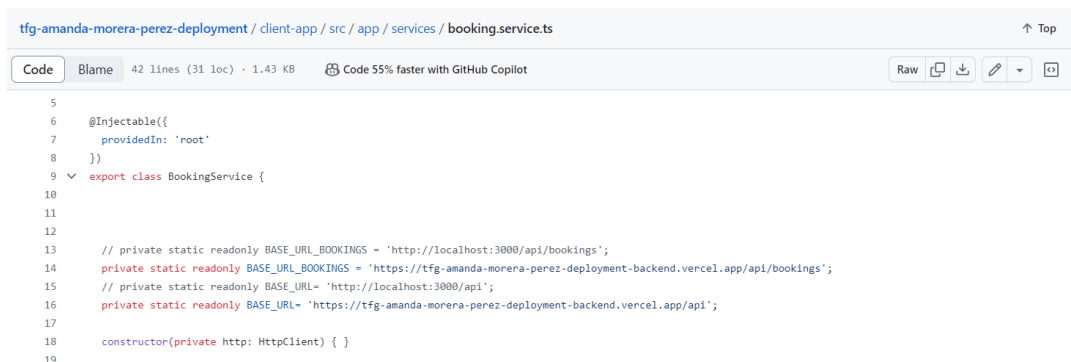 tfg-amanda-morera-perez-deployment / client-app / src / app / services / booking.service.ts ↑ Top
Code Blame 42 lines (31 loc) · 1.43 KB Code 55% faster with GitHub Copilot Raw
5
6 @Injectable({
7 providedIn: 'root'
8 })
9 export class BookingService {
10
11
12
13 // private static readonly BASE_URL_BOOKINGS = 'http://localhost:3000/api/bookings';
14 private static readonly BASE_URL_BOOKINGS = 'https://tfg-amanda-morera-perez-deployment-backend.vercel.app/api/bookings';
15 // private static readonly BASE_URL= 'http://localhost:3000/api';
16 private static readonly BASE_URL= 'https://tfg-amanda-morera-perez-deployment-backend.vercel.app/api';
17
18 constructor(private http: HttpClient) { }
19